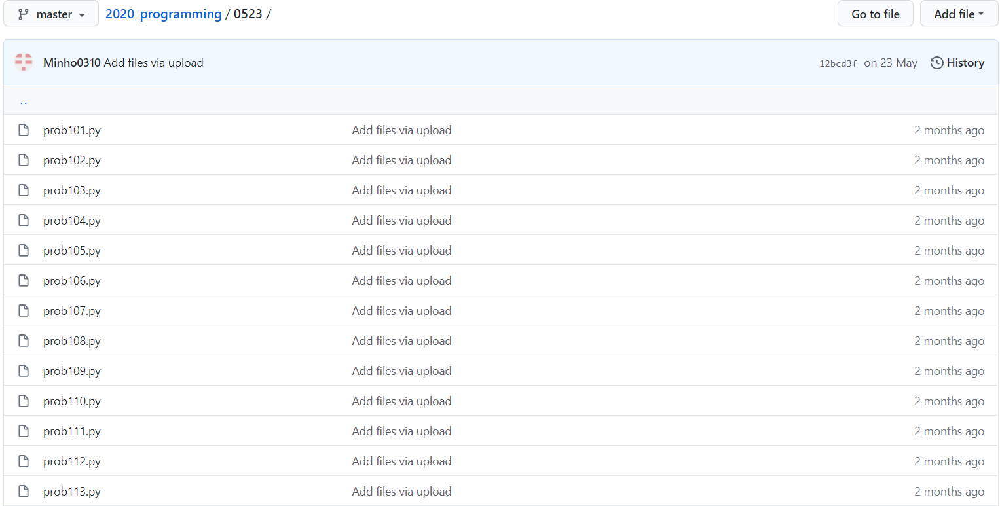 master 2020_programming / 0523 / Go to file Add file
Minho0310 Add files via upload 12bcd3f on 23 May History
..
prob101.py Add files via upload 2 months ago
prob102.py Add files via upload 2 months ago
prob103.py Add files via upload 2 months ago
prob104.py Add files via upload 2 months ago
prob105.py Add files via upload 2 months ago
prob106.py Add files via upload 2 months ago
prob107.py Add files via upload 2 months ago
prob108.py Add files via upload 2 months ago
prob109.py Add files via upload 2 months ago
prob110.py Add files via upload 2 months ago
prob111.py Add files via upload 2 months ago
prob112.py Add files via upload 2 months ago
prob113.py Add files via upload 2 months ago